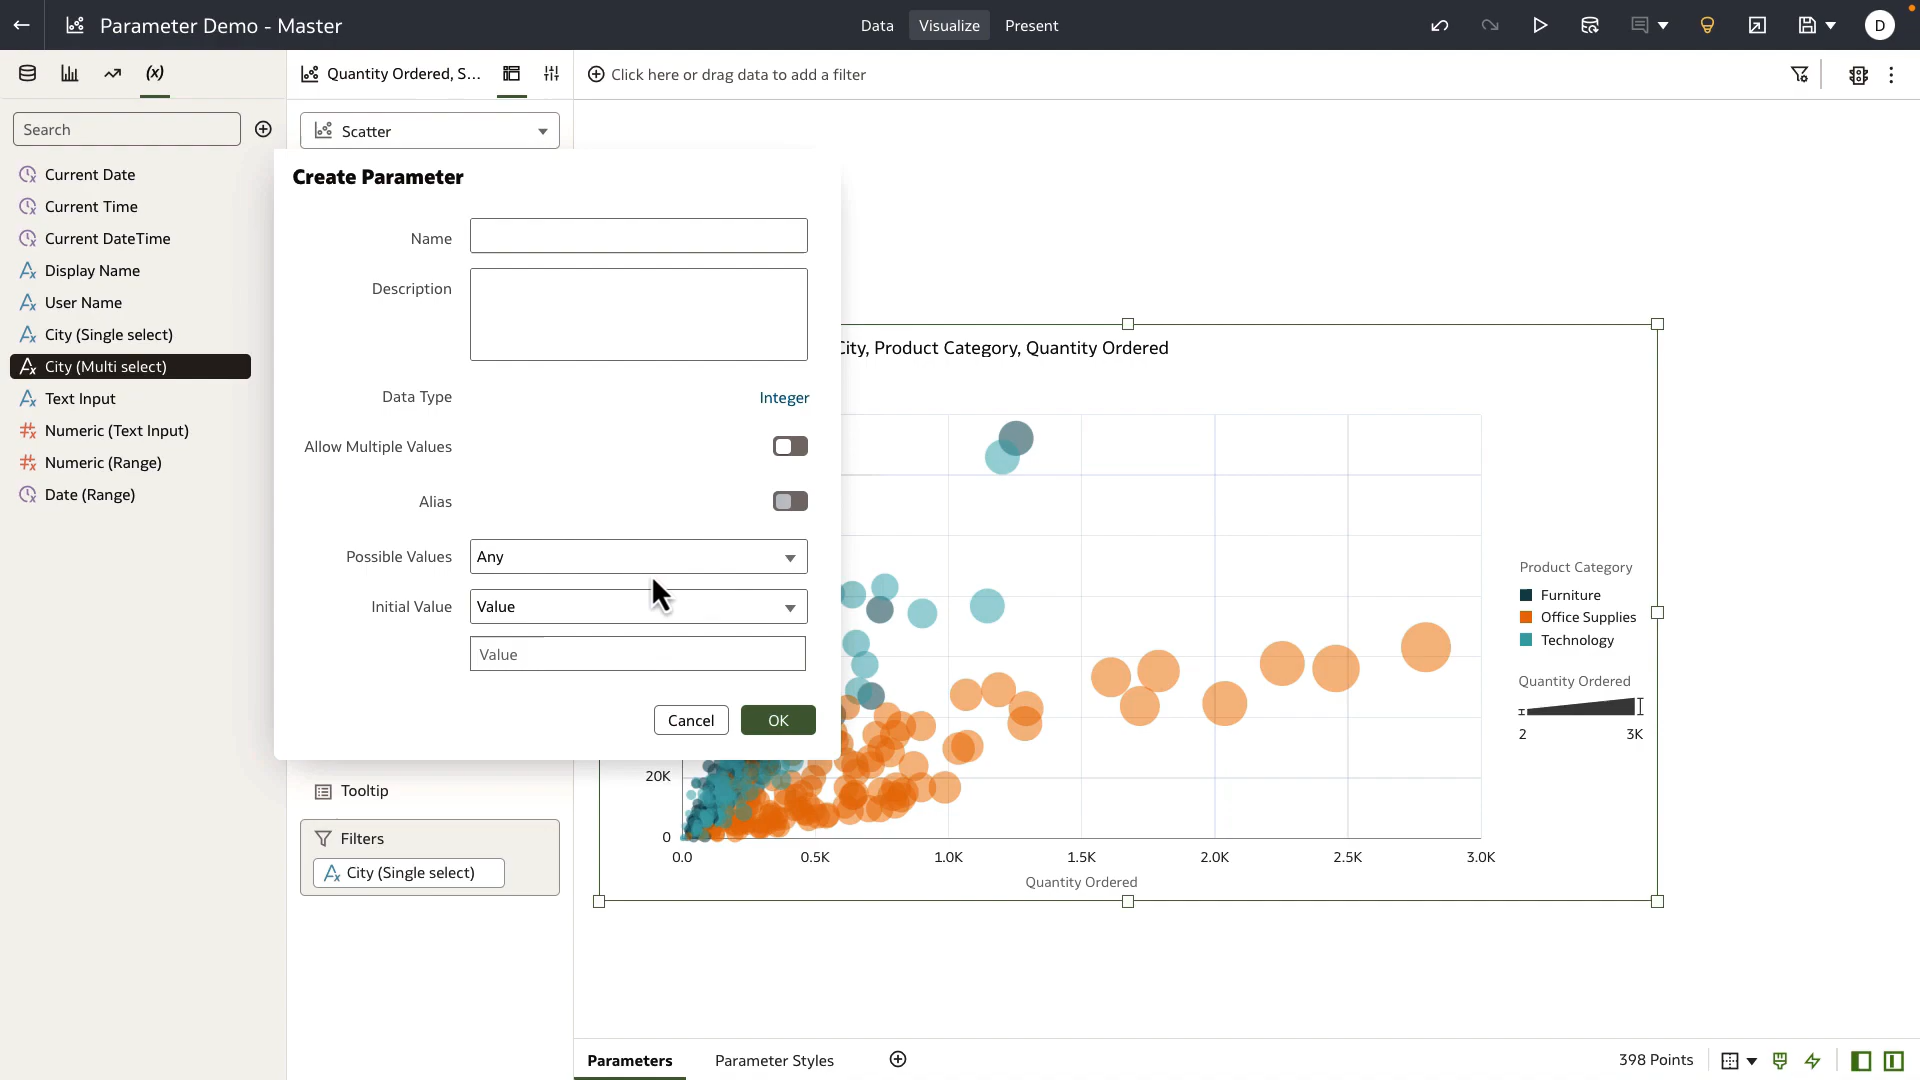 Parameter Demo - Master
Data
Visualize
Present
D
(x)
Quantity Ordered, S...
Click here or drag data to add a filter
Search
Scatter
Current Date
Current Time
Current DateTime
Display Name
User Name
City (Single select)
City (Multi select)
Text Input
Numeric (Text Input)
Numeric (Range)
Date (Range)
Create Parameter
Name
Description
Data Type
Integer
Allow Multiple Values
Alias
Possible Values
Any
Initial Value
Value
Value
Cancel
OK
City, Product Category, Quantity Ordered
20K
0
0.0
0.5K
1.0K
1.5K
2.0K
2.5K
3.0K
Quantity Ordered
Product Category
Furniture
Office Supplies
Technology
Quantity Ordered
2
3K
Tooltip
Filters
City (Single select)
Parameters
Parameter Styles
398 Points